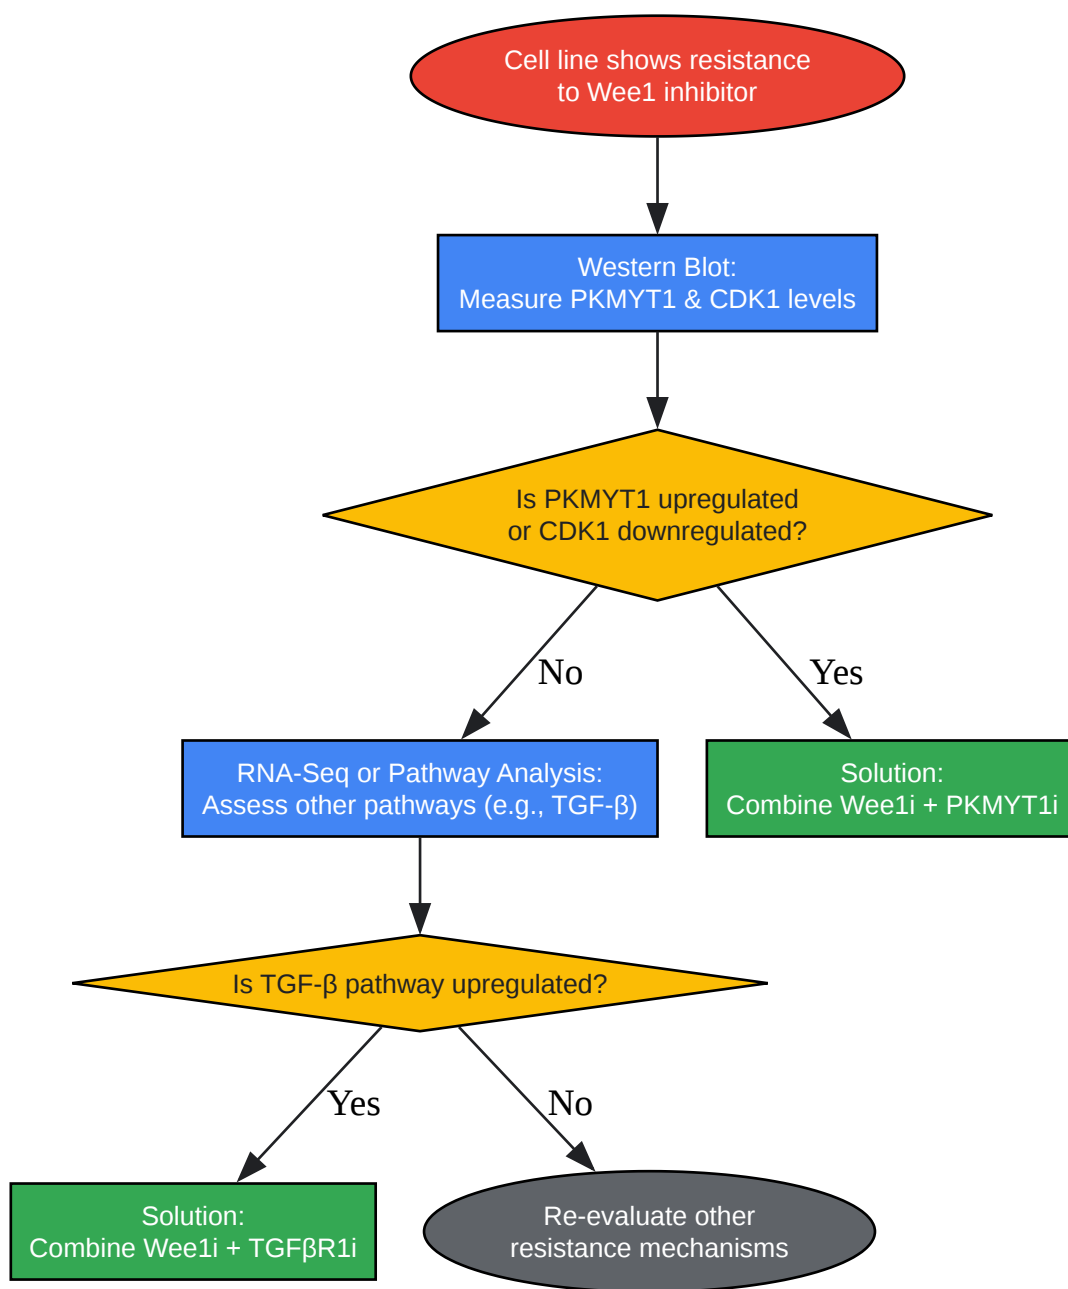 Cell line shows resistance
to Wee1 inhibitor
Western Blot:
Measure PKMYT1 & CDK1 levels
Is PKMYT1 upregulated
or CDK1 downregulated?
No
Yes
RNA-Seq or Pathway Analysis:
Assess other pathways (e.g., TGF-β)
Solution:
Combine Wee1i + PKMYT1i
Is TGF-β pathway upregulated?
Yes
No
Solution:
Combine Wee1i + TGFβR1i
Re-evaluate other
resistance mechanisms